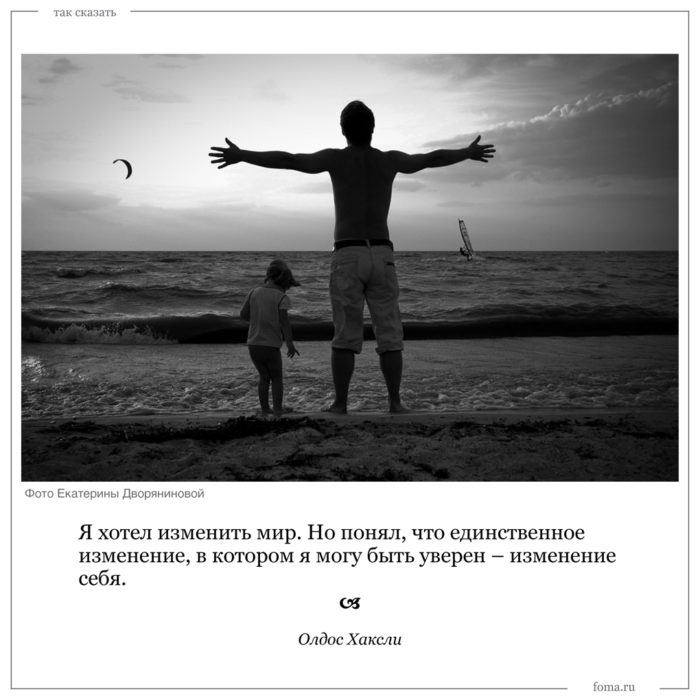 так сказать
Фото Екатерины Дворяниновой
Я хотел изменить мир. Но понял, что единственное
изменение, в котором я могу быть уверен – изменение
себя.
Олдос Хаксли
foma.ru